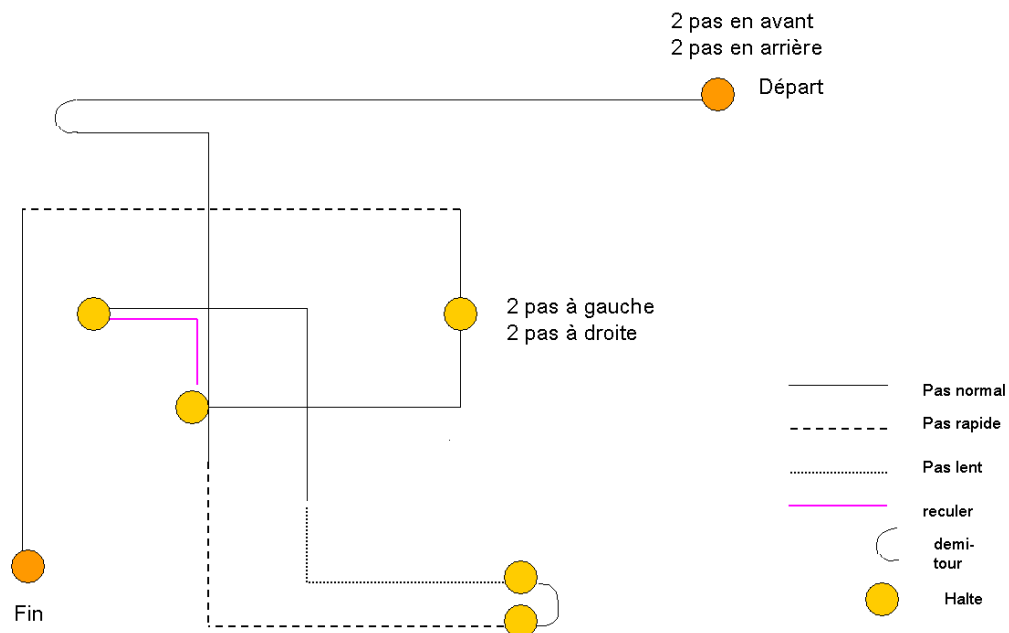 2 pas en avant
2 pas en arrière
Départ
2 pas à gauche
2 pas à droite
Pas normal
Pas rapide
Pas lent
reculer
demi-
tour
Halte
Fin